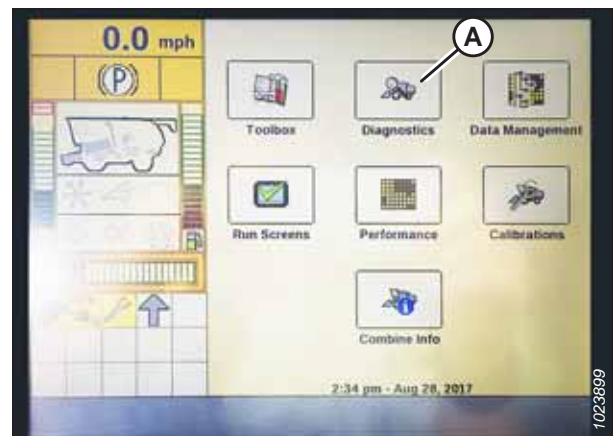 0.0 mph
A
(P)
Toolbox
Diagnostics
Data Management
Run Screens
Performance
Calibrations
Combine Info
2:34 pm - Aug 28, 2017
1023899